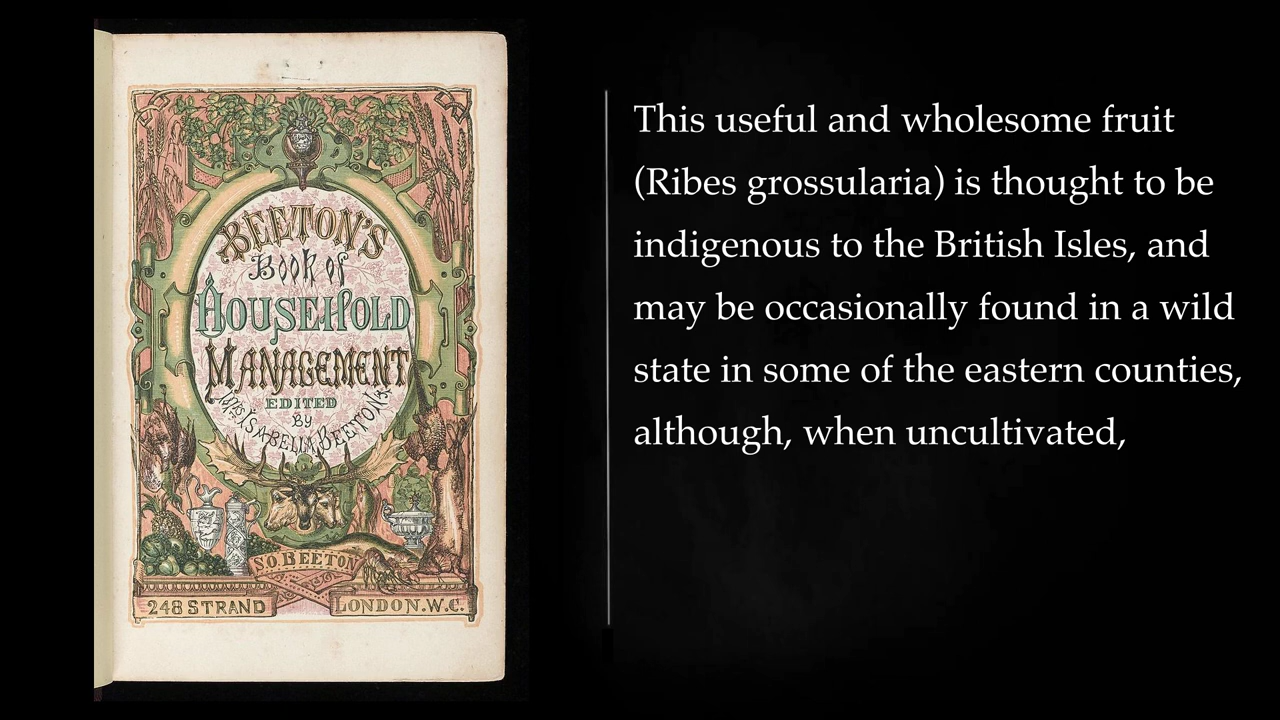 BEETON'S
Book of
HOUSEHOLD
MANAGEMENT
EDITED
BY
MRS ISABELLA BEETON.
S.O. BEETON
248 STRAND
LONDON.W.C.
This useful and wholesome fruit
(Ribes grossularia) is thought to be
indigenous to the British Isles, and
may be occasionally found in a wild
state in some of the eastern counties,
although, when uncultivated,